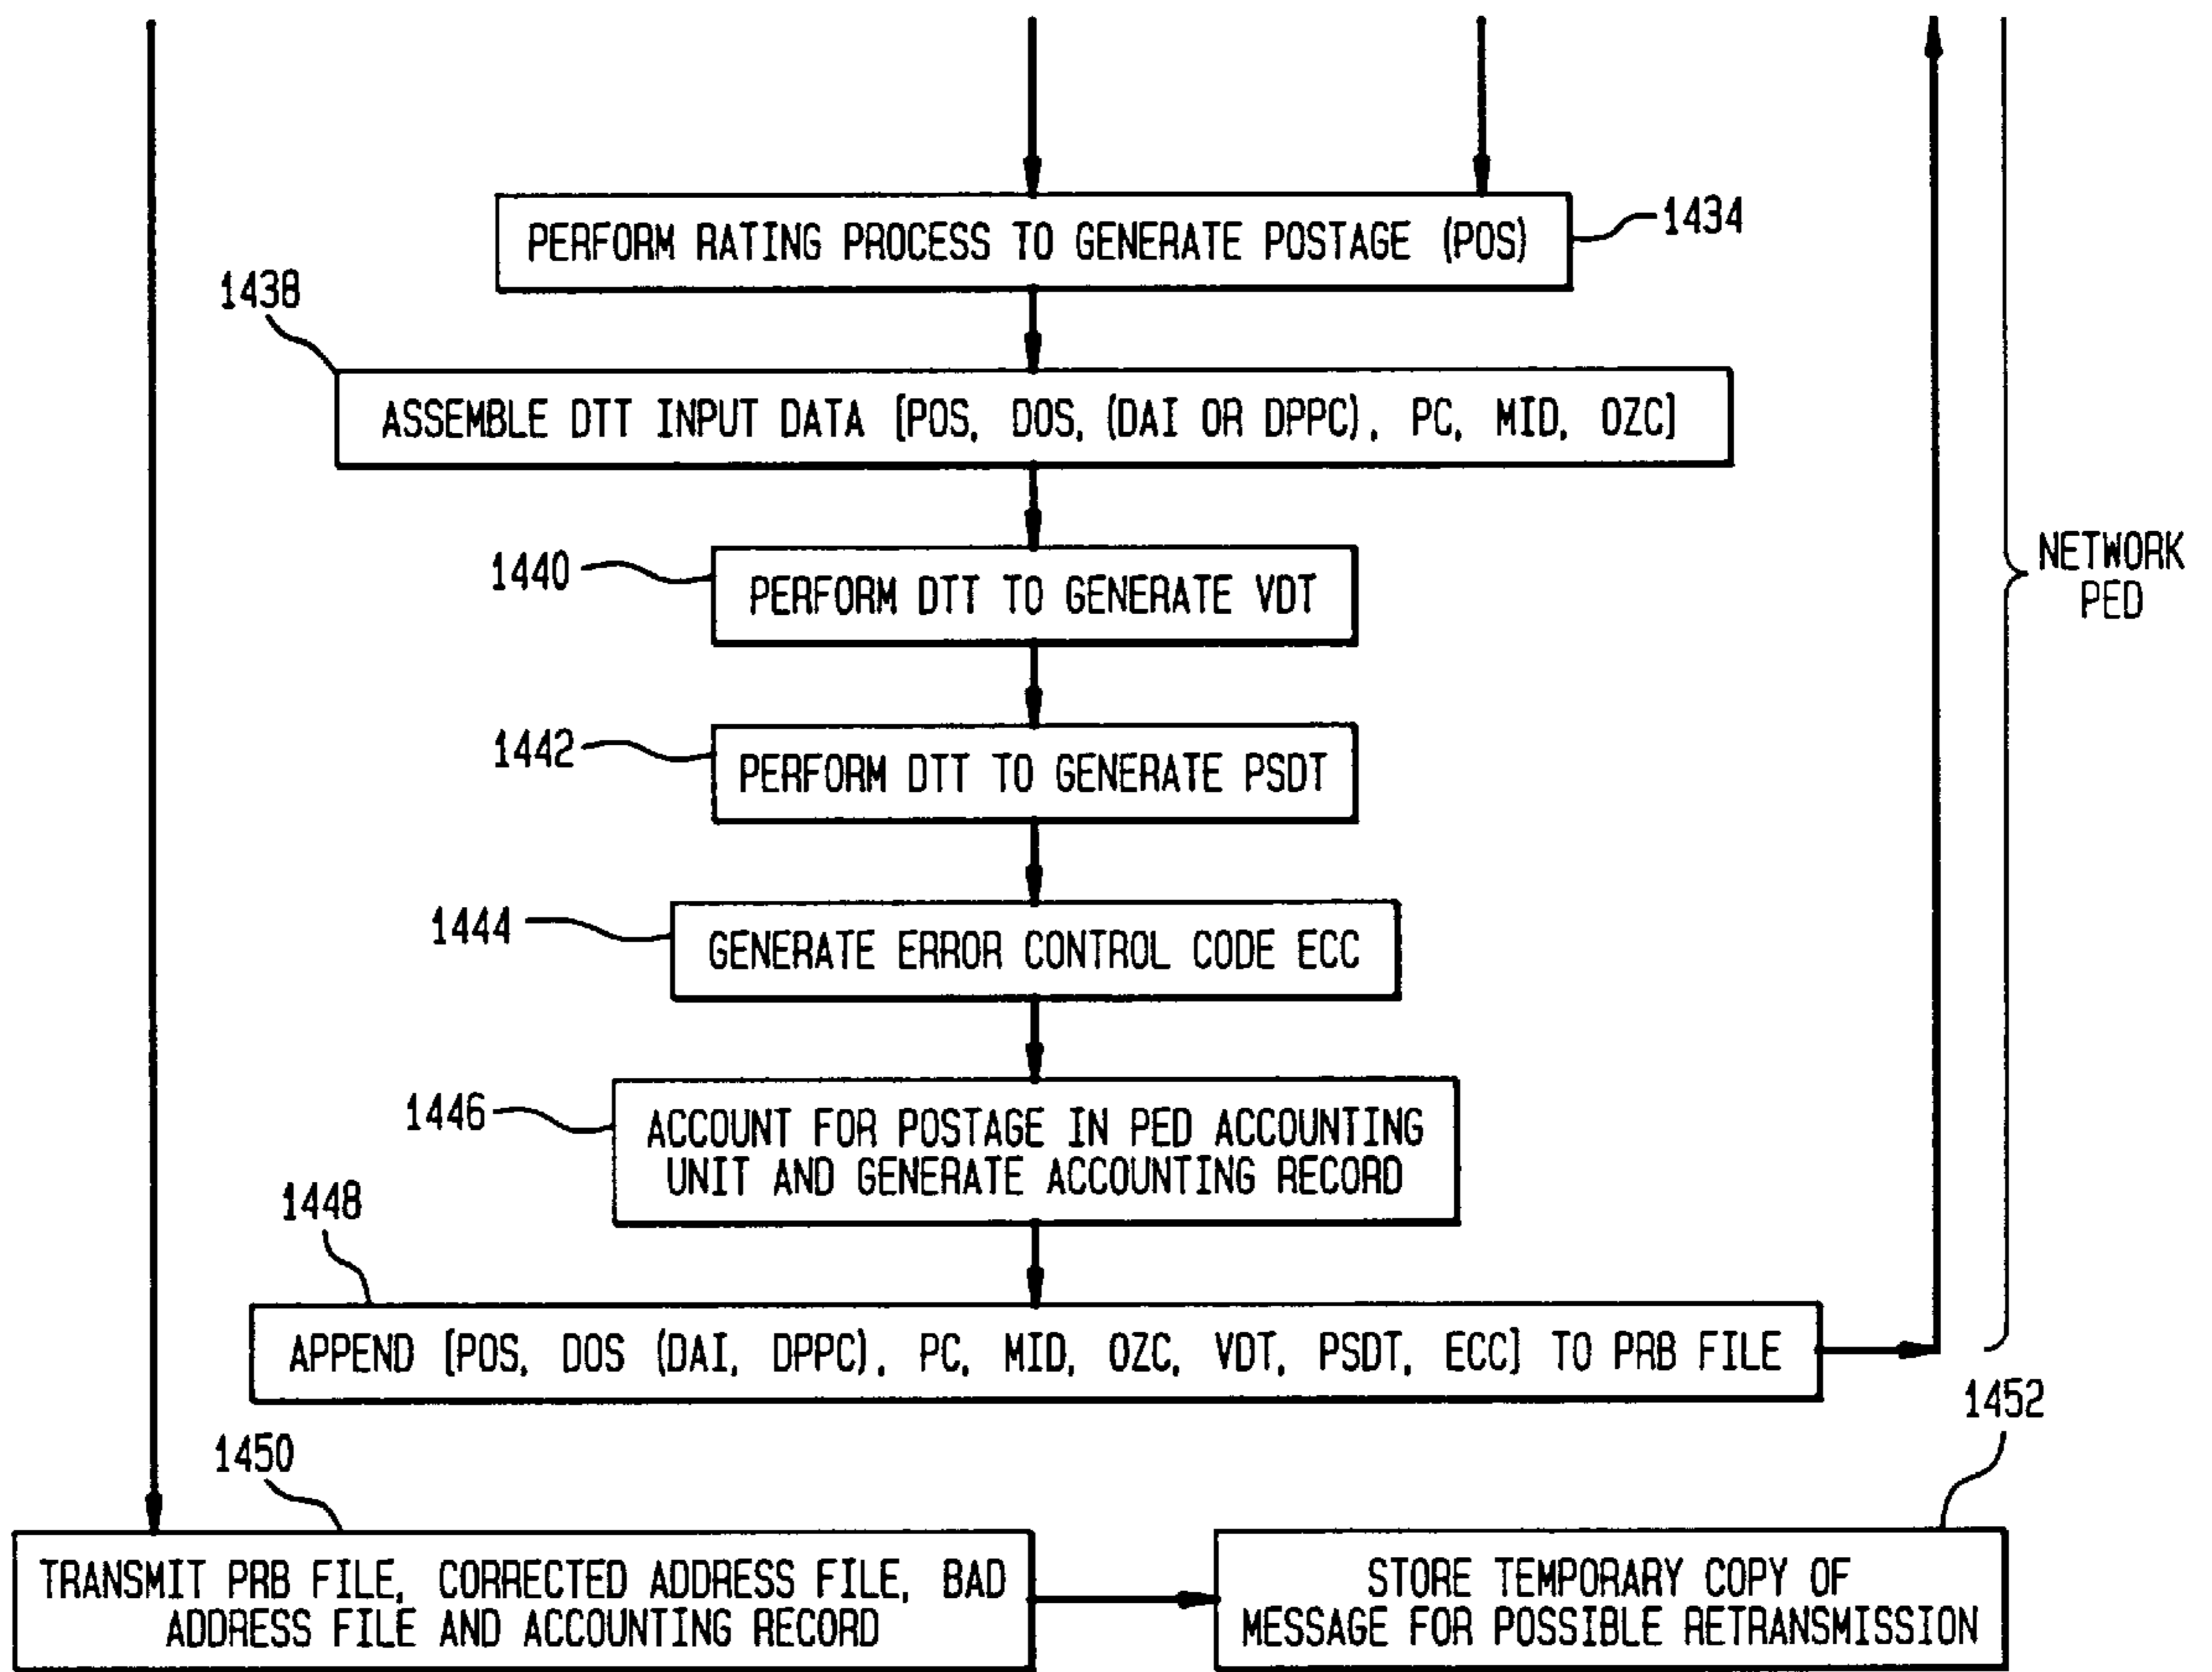 PERFORM RATING PROCESS TO GENERATE POSTAGE (POS)
1434
1438
ASSEMBLE DTT INPUT DATA [POS, DOS, (DAI OR DPPC), PC, MID, OZC]
1440
PERFORM DTT TO GENERATE VDT
NETWORK
PED
1442
PERFORM DTT TO GENERATE PSDT
1444
GENERATE ERROR CONTROL CODE ECC
1446
ACCOUNT FOR POSTAGE IN PED ACCOUNTING
UNIT AND GENERATE ACCOUNTING RECORD
1448
APPEND [POS, DOS (DAI, DPPC), PC, MID, OZC, VDT, PSDT, ECC] TO PRB FILE
1450
TRANSMIT PRB FILE, CORRECTED ADDRESS FILE, BAD
ADDRESS FILE AND ACCOUNTING RECORD
1452
STORE TEMPORARY COPY OF
MESSAGE FOR POSSIBLE RETRANSMISSION